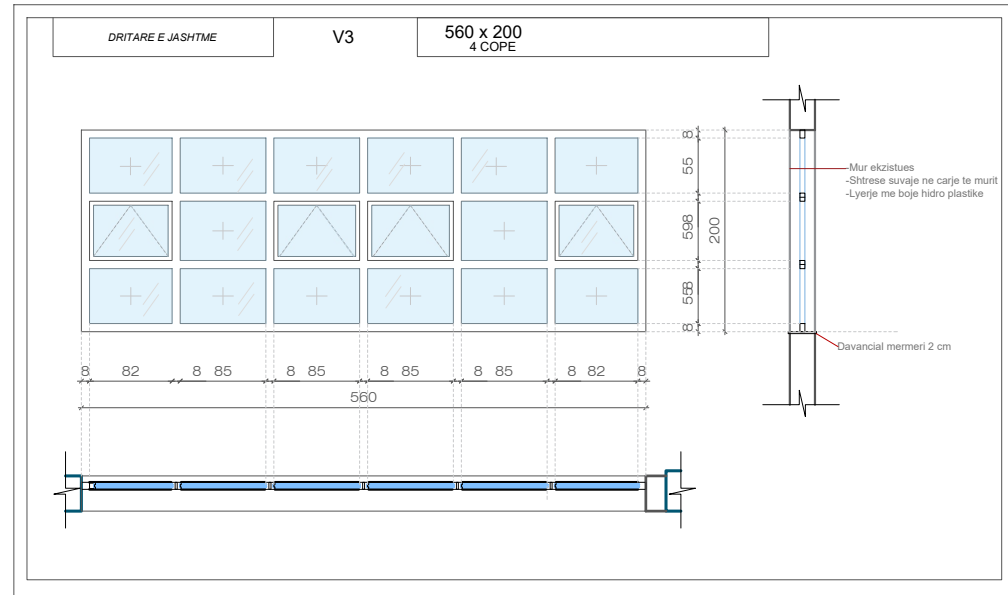 DRITARE E JASHTME
V3
560 x 200
4 COPE
8
55
598
200
558
8
-Mur ekzistues
-Shtrese suvaje ne carje te murit
-Lyerje me boje hidro plastike
Davancial mermeri 2 cm
8 82 8 85 8 85 8 85 8 85 8 82 8
560